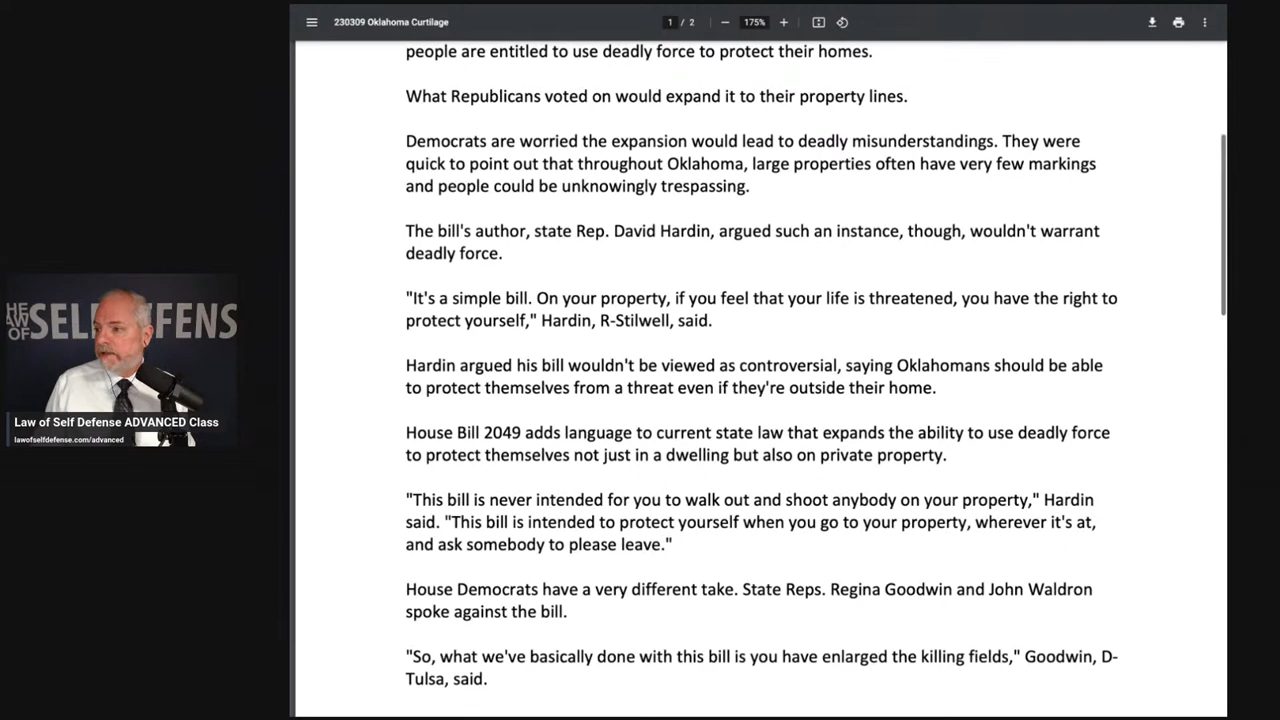 230309 Oklahoma Curtilage
1 / 2
175%
people are entitled to use deadly force to protect their homes.
What Republicans voted on would expand it to their property lines.
Democrats are worried the expansion would lead to deadly misunderstandings. They were
quick to point out that throughout Oklahoma, large properties often have very few markings
and people could be unknowingly trespassing.
The bill's author, state Rep. David Hardin, argued such an instance, though, wouldn't warrant
deadly force.
"It's a simple bill. On your property, if you feel that your life is threatened, you have the right to
protect yourself," Hardin, R-Stilwell, said.
Hardin argued his bill wouldn't be viewed as controversial, saying Oklahomans should be able
to protect themselves from a threat even if they're outside their home.
House Bill 2049 adds language to current state law that expands the ability to use deadly force
to protect themselves not just in a dwelling but also on private property.
"This bill is never intended for you to walk out and shoot anybody on your property," Hardin
said. "This bill is intended to protect yourself when you go to your property, wherever it's at,
and ask somebody to please leave."
House Democrats have a very different take. State Reps. Regina Goodwin and John Waldron
spoke against the bill.
"So, what we've basically done with this bill is you have enlarged the killing fields," Goodwin, D-
Tulsa, said.
HE
AW
OF
SEL
DEFENS
Law of Self Defense ADVANCED Class
lawofselfdefense.com/advanced